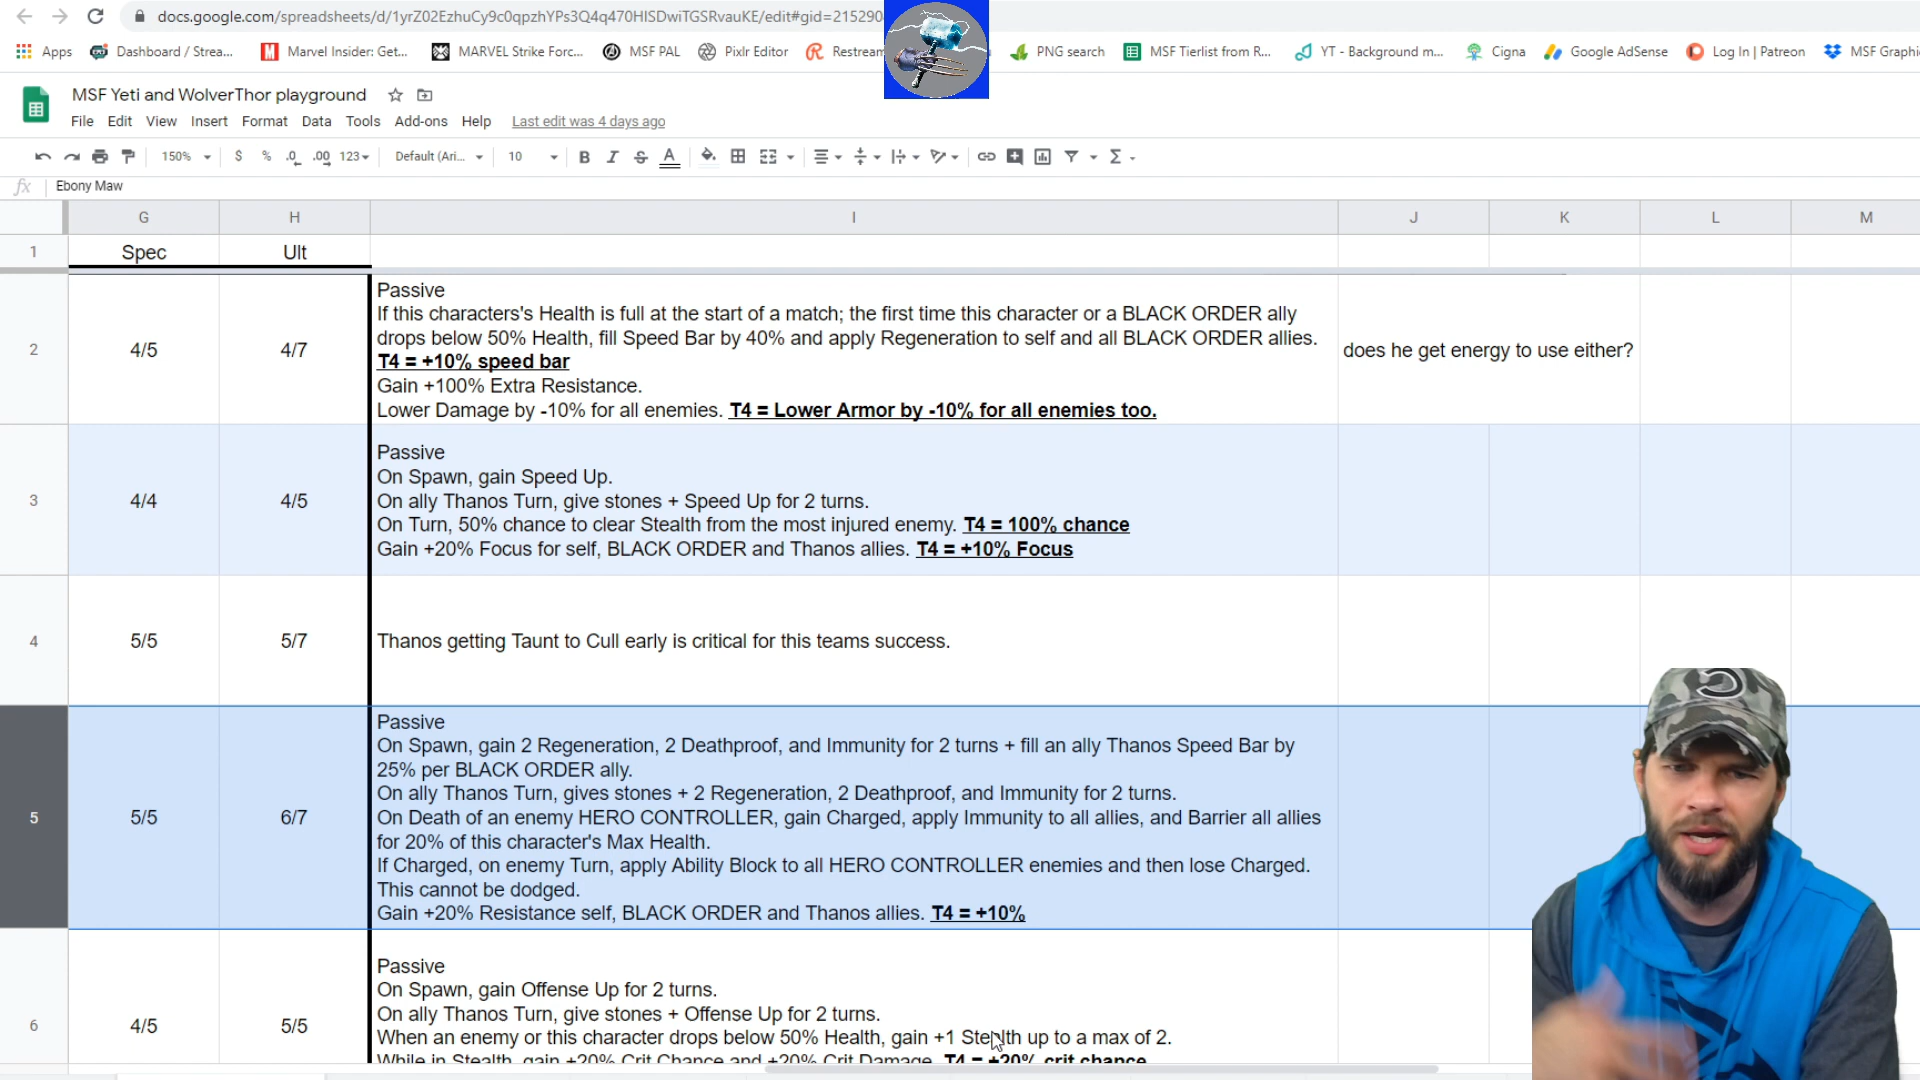 docs.google.com/spreadsheets/d/1yrZ02EzhuCy9c0qpzhYPs3Q4q470HISDwiTGSRvauKE/edit#gid=215290
Apps Dashboard / Strea... Marvel Insider: Get... MARVEL Strike Forc... MSF PAL Pixlr Editor Restream PNG search MSF Tierlist from R... YT - Background m... Cigna Google AdSense Log In | Patreon MSF Graphi
MSF Yeti and WolverThor playground
File Edit View Insert Format Data Tools Add-ons Help Last edit was 4 days ago
150% $ % .0 .00 123 Default (Ari... 10 B I S A
fx Ebony Maw
G H I J K L M
1 Spec Ult
2 4/5 4/7
Passive
If this characters's Health is full at the start of a match; the first time this character or a BLACK ORDER ally
drops below 50% Health, fill Speed Bar by 40% and apply Regeneration to self and all BLACK ORDER allies.
T4 = +10% speed bar
Gain +100% Extra Resistance.
Lower Damage by -10% for all enemies. T4 = Lower Armor by -10% for all enemies too.
does he get energy to use either?
3 4/4 4/5
Passive
On Spawn, gain Speed Up.
On ally Thanos Turn, give stones + Speed Up for 2 turns.
On Turn, 50% chance to clear Stealth from the most injured enemy. T4 = 100% chance
Gain +20% Focus for self, BLACK ORDER and Thanos allies. T4 = +10% Focus
4 5/5 5/7 Thanos getting Taunt to Cull early is critical for this teams success.
5 5/5 6/7
Passive
On Spawn, gain 2 Regeneration, 2 Deathproof, and Immunity for 2 turns + fill an ally Thanos Speed Bar by
25% per BLACK ORDER ally.
On ally Thanos Turn, gives stones + 2 Regeneration, 2 Deathproof, and Immunity for 2 turns.
On Death of an enemy HERO CONTROLLER, gain Charged, apply Immunity to all allies, and Barrier all allies
for 20% of this character's Max Health.
If Charged, on enemy Turn, apply Ability Block to all HERO CONTROLLER enemies and then lose Charged.
This cannot be dodged.
Gain +20% Resistance self, BLACK ORDER and Thanos allies. T4 = +10%
6 4/5 5/5
Passive
On Spawn, gain Offense Up for 2 turns.
On ally Thanos Turn, give stones + Offense Up for 2 turns.
When an enemy or this character drops below 50% Health, gain +1 Stealth up to a max of 2.
While in Stealth, gain +20% Crit Chance and +20% Crit Damage. T4 = +20% crit chance